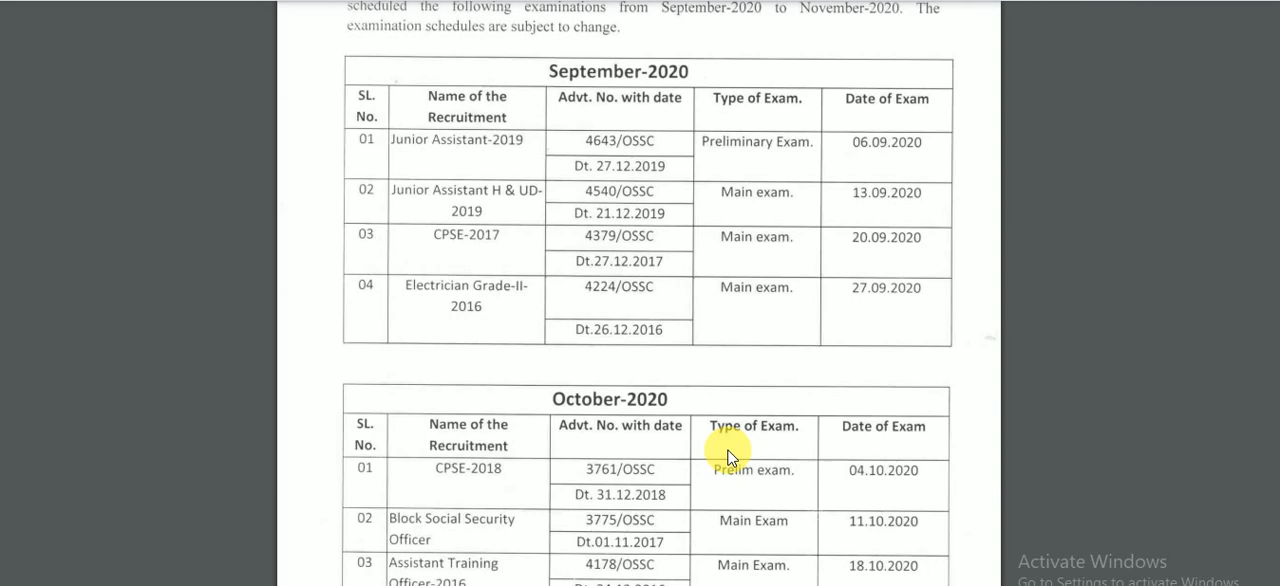 scheduled the following examinations from September-2020 to November-2020. The
examination schedules are subject to change.
September-2020
SL. No. Name of the Recruitment Advt. No. with date Type of Exam. Date of Exam
01 Junior Assistant-2019 4643/OSSC Preliminary Exam. 06.09.2020
Dt. 27.12.2019
02 Junior Assistant H & UD- 4540/OSSC Main exam. 13.09.2020
2019 Dt. 21.12.2019
03 CPSE-2017 4379/OSSC Main exam. 20.09.2020
Dt.27.12.2017
04 Electrician Grade-II- 4224/OSSC Main exam. 27.09.2020
2016
Dt.26.12.2016
October-2020
SL. No. Name of the Recruitment Advt. No. with date Type of Exam. Date of Exam
01 CPSE-2018 3761/OSSC Prelim exam. 04.10.2020
Dt. 31.12.2018
02 Block Social Security 3775/OSSC Main Exam 11.10.2020
Officer Dt.01.11.2017
03 Assistant Training 4178/OSSC Main Exam. 18.10.2020
Officer-2016
Activate Windows
Go to Settings to activate Windows.